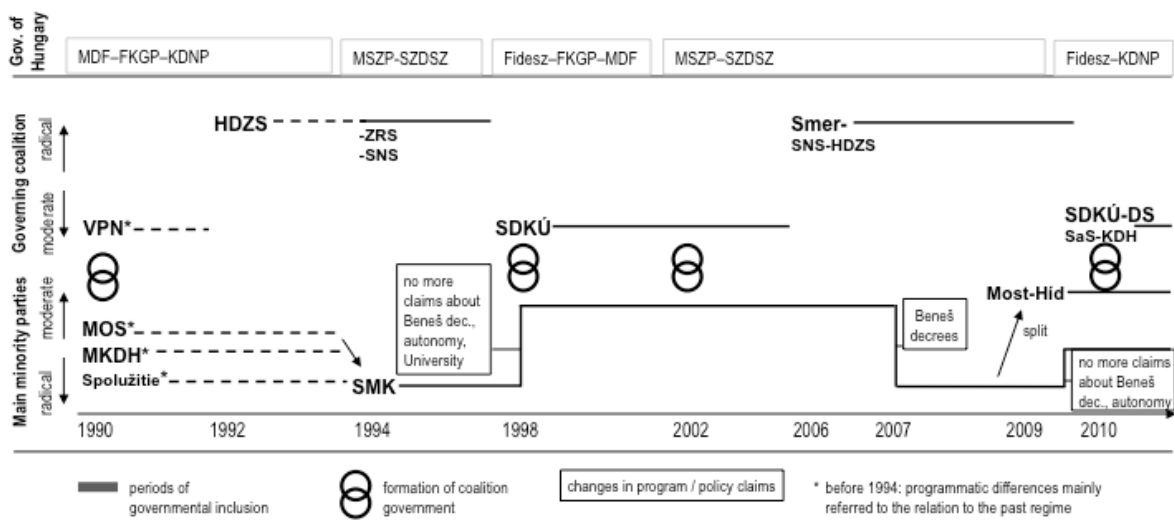 Gov. of
Hungary
MDF–FKGP–KDNP
MSZP-SZDSZ
Fidesz–FKGP–MDF
MSZP–SZDSZ
Fidesz–KDNP
Governing coalition
radical
moderate
HDZS
-ZRS
-SNS
Smer-
SNS-HDZS
VPN*
SDKÚ
SDKÚ-DS
SaS-KDH
Main minority parties
moderate
radical
MOS*
MKDH*
Spolužitie*
SMK
no more
claims about
Beneš dec.,
autonomy,
University
Beneš
decrees
Most-Híd
split
no more claims
about Beneš
dec., autonomy
1990
1992
1994
1998
2002
2006
2007
2009
2010
periods of
governmental inclusion
formation of coalition
government
changes in program / policy claims
* before 1994: programmatic differences mainly
referred to the relation to the past regime